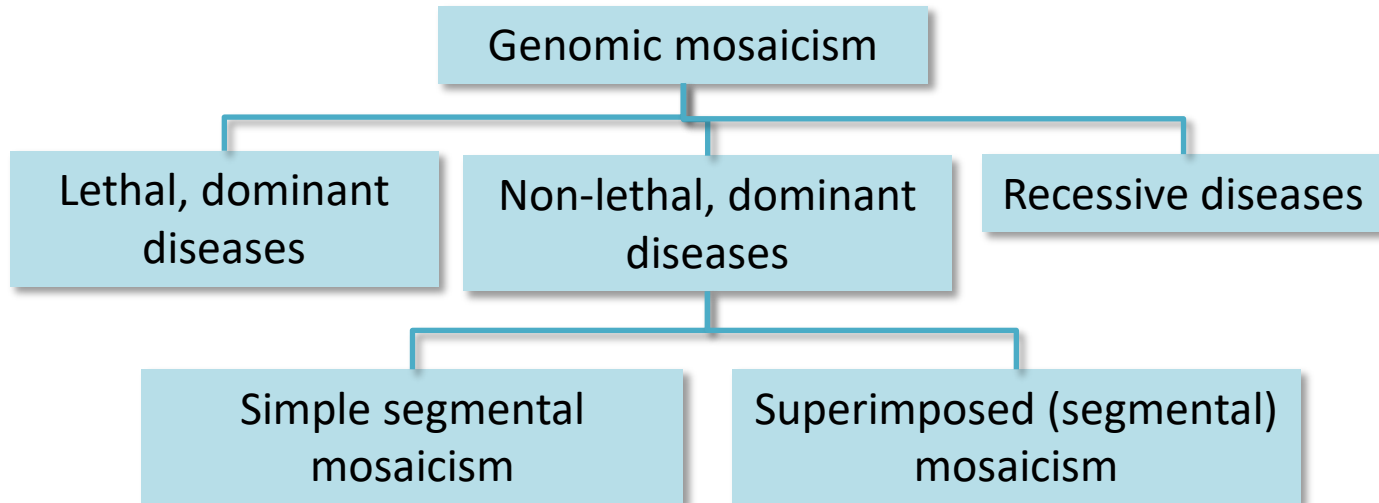 Genomic mosaicism
Lethal, dominant
diseases
Non-lethal, dominant
diseases
Recessive diseases
Simple segmental
mosaicism
Superimposed (segmental)
mosaicism